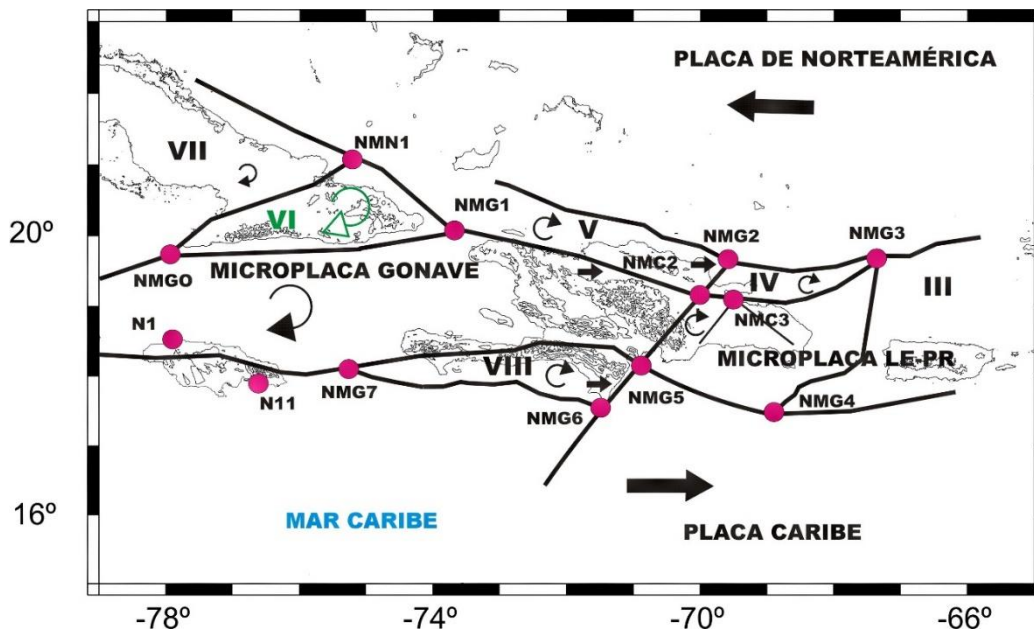 PLACA DE NORTEAMÉRICA
NMN1
VII
VI
NMG1
V
20º
NMG2
NMG3
NMC2
IV
III
NMGO
MICROPLACA GONAVE
NMC3
N1
MICROPLACA LE-PR
VIII
N11
NMG7
NMG5
NMG4
NMG6
16º
MAR CARIBE
PLACA CARIBE
-78º
-74º
-70º
-66º